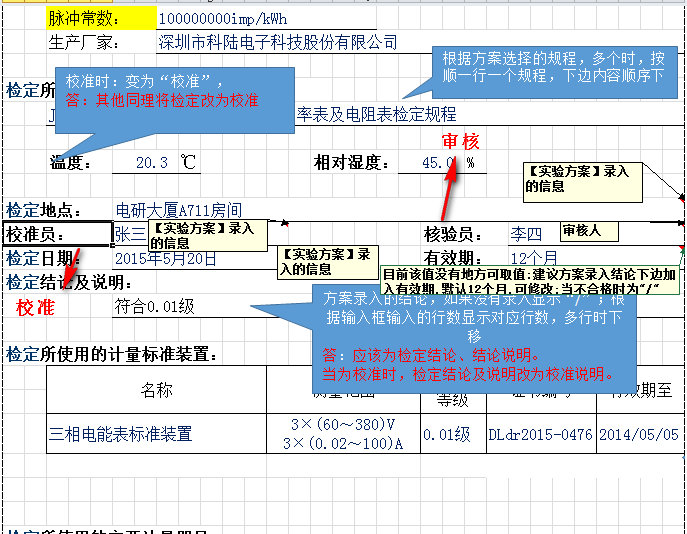 脉冲常数： 100000000imp/kWh
生产厂家： 深圳市科陆电子科技股份有限公司
根据方案选择的规程，多个时，按
顺一行一个规程，下边内容顺序下
校准时：变为“校准”，
答：其他同理将检定改为校准
检定所
J
率表及电阻表检定规程
审核
温度： 20.3 ℃ 相对湿度： 45.0 %
【实验方案】录入
的信息
检定地点： 电研大厦A711房间
校准员： 张三
【实验方案】录入
的信息
核验员： 李四
审核人
检定日期： 2015年5月20日
【实验方案】录
入的信息
有效期： 12个月
目前该值没有地方可取值:建议方案录入结论下边加
入有效期,默认12个月,可修改;当不合格时为"/"
检定结论及说明：
校准
符合0.01级
方案录入的结论，如果没有录入显示“/”，根
据输入框输入的行数显示对应行数，多行时下
移
答：应该为检定结论、结论说明。
当为校准时，检定结论及说明改为校准说明。
检定所使用的计量标准装置：
名称 测量范围 等级 证书编号 有效期至
三相电能表标准装置 3×(60～380)V 0.01级 DLdr2015-0476 2014/05/05
3×(0.02～100)A